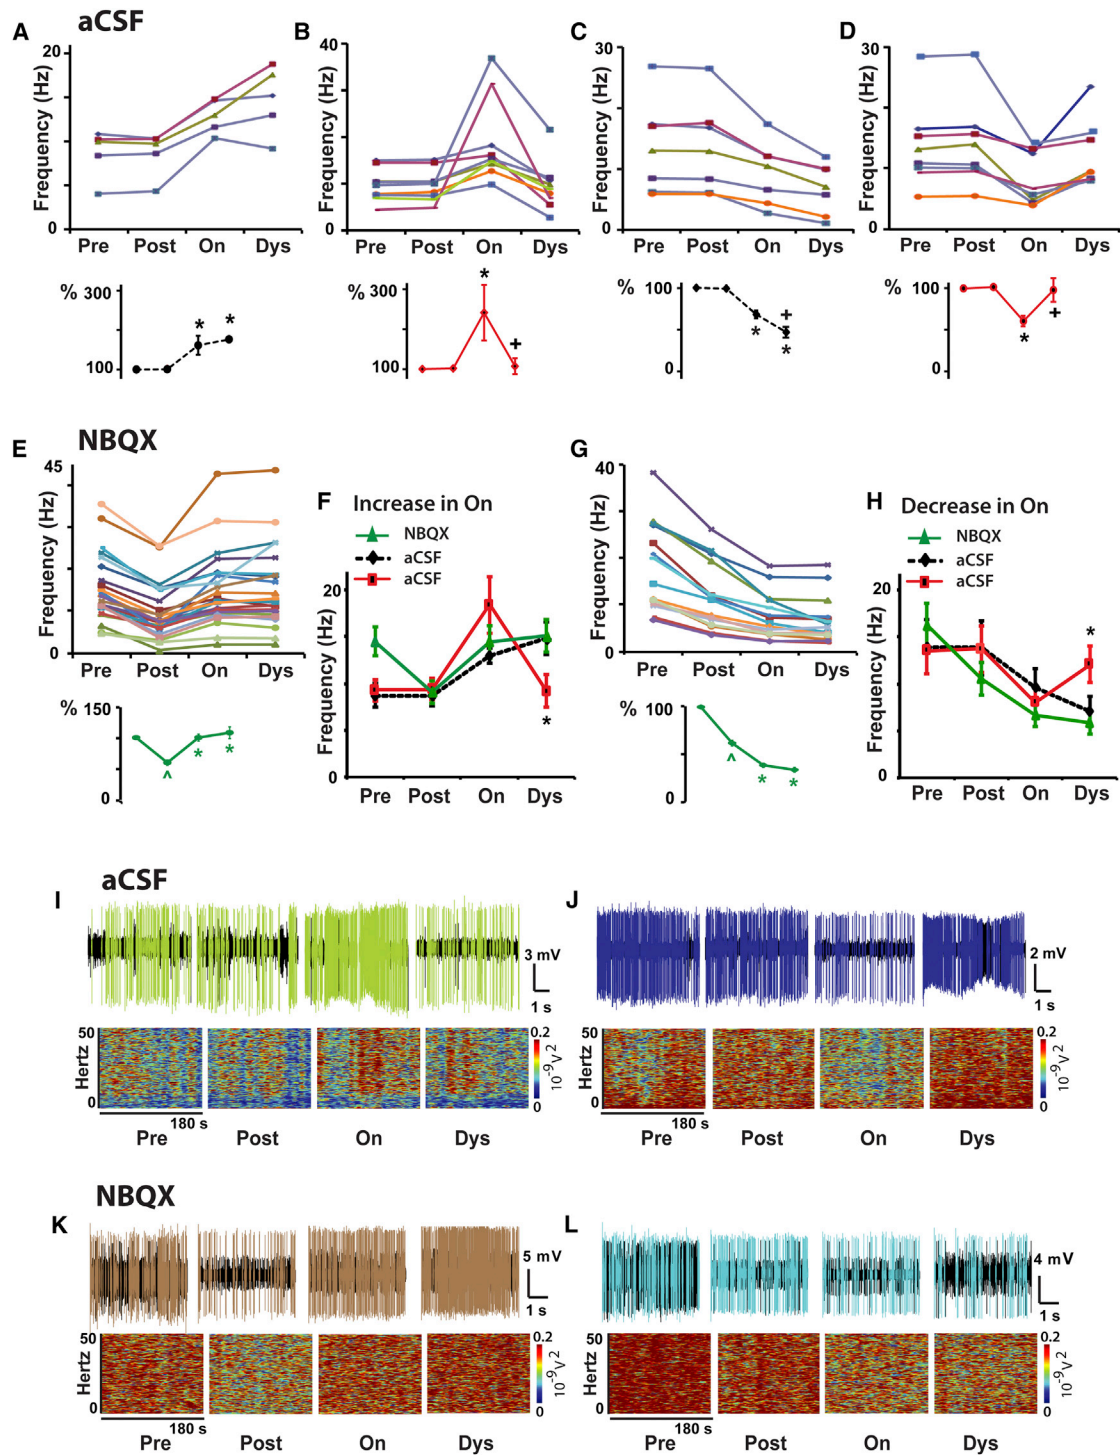 aCSF
A
B
C
D
20
0
Frequency (Hz)
Pre Post On Dys
40
0
Frequency (Hz)
Pre Post On Dys
30
0
Frequency (Hz)
Pre Post On Dys
30
0
Frequency (Hz)
Pre Post On Dys
% 300
100
* *
% 300
100
* +
% 100
0
* + *
% 100
0
* +
NBQX
E
45
0
Frequency (Hz)
Pre Post On Dys
% 150
0
^ * *
F Increase in On
NBQX
aCSF
aCSF
20
0
Frequency (Hz)
*
Pre Post On Dys
G
40
0
Frequency (Hz)
Pre Post On Dys
% 100
0
^ * *
H Decrease in On
NBQX
aCSF
aCSF
20
0
Frequency (Hz)
*
Pre Post On Dys
aCSF
I
3 mV
1 s
50
Hertz
0
0.2
10-9V2
0
180 s
Pre Post On Dys
J
2 mV
1 s
50
Hertz
0
0.2
10-9V2
0
180 s
Pre Post On Dys
NBQX
K
5 mV
1 s
50
Hertz
0
0.2
10-9V2
0
180 s
Pre Post On Dys
L
4 mV
1 s
50
Hertz
0
0.2
10-9V2
0
180 s
Pre Post On Dys